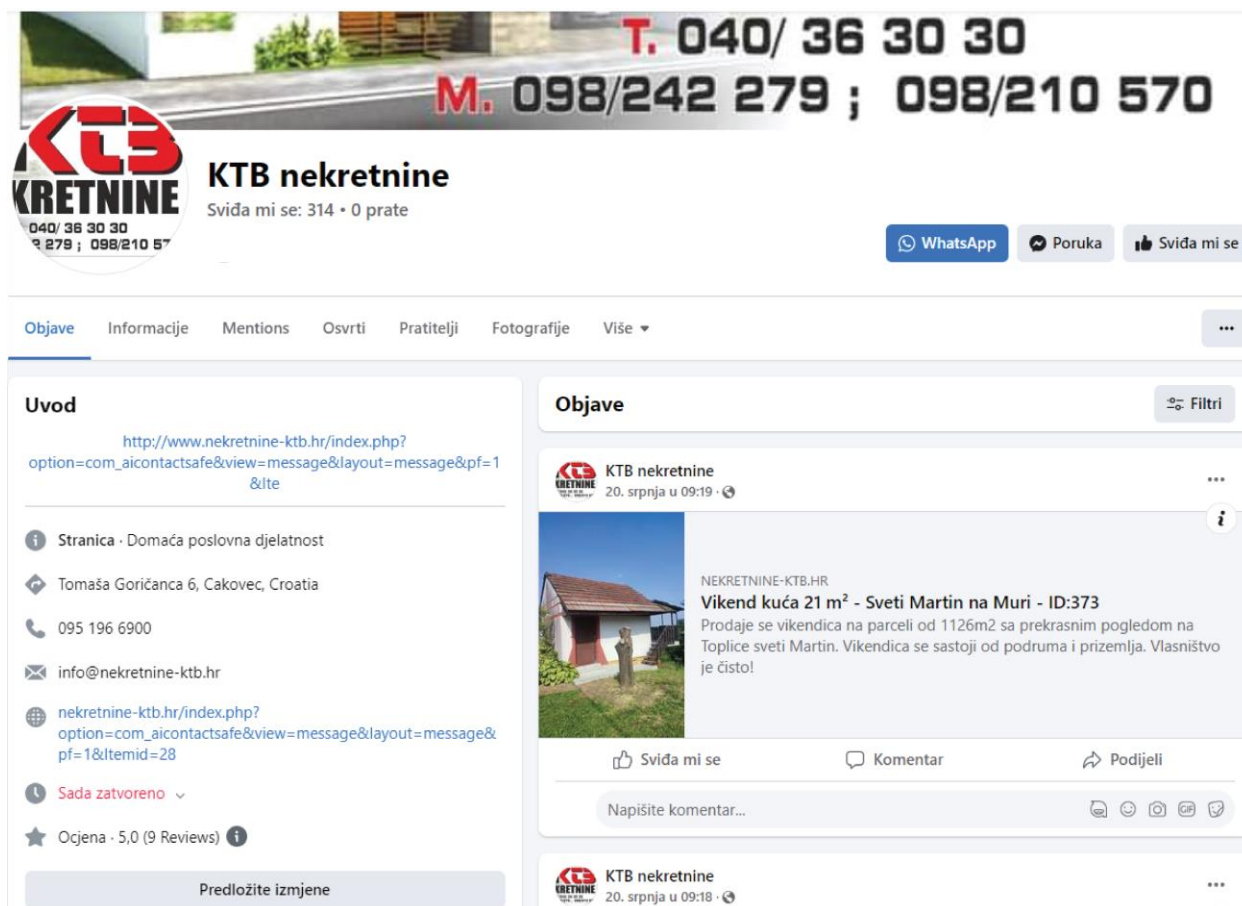 T. 040/ 36 30 30
M. 098/242 279 ; 098/210 570
KTB
KRETNINE
040/ 36 30 30
2 279 ; 098/210 57
KTB nekretnine
Sviđa mi se: 314 • 0 prate
WhatsApp
Poruka
Sviđa mi se
Objave Informacije Mentions Osvrti Pratitelji Fotografije Više
Uvod
http://www.nekretnine-ktb.hr/index.php?
option=com_aicontactsafe&view=message&layout=message&pf=1
&Ite
Stranica · Domaća poslovna djelatnost
Tomaša Goričanca 6, Cakovec, Croatia
095 196 6900
info@nekretnine-ktb.hr
nekretnine-ktb.hr/index.php?
option=com_aicontactsafe&view=message&layout=message&
pf=1&Itemid=28
Sada zatvoreno
Ocjena · 5,0 (9 Reviews)
Predložite izmjene
Objave
Filtri
KTB
KRETNINE
KTB nekretnine
20. srpnja u 09:19 ·
NEKRETNINE-KTB.HR
Vikend kuća 21 m² - Sveti Martin na Muri - ID:373
Prodaje se vikendica na parceli od 1126m2 sa prekrasnim pogledom na
Toplice sveti Martin. Vikendica se sastoji od podruma i prizemlja. Vlasništvo
je čisto!
Sviđa mi se
Komentar
Podijeli
Napišite komentar...
GIF
KTB
KRETNINE
KTB nekretnine
20. srpnja u 09:18 ·